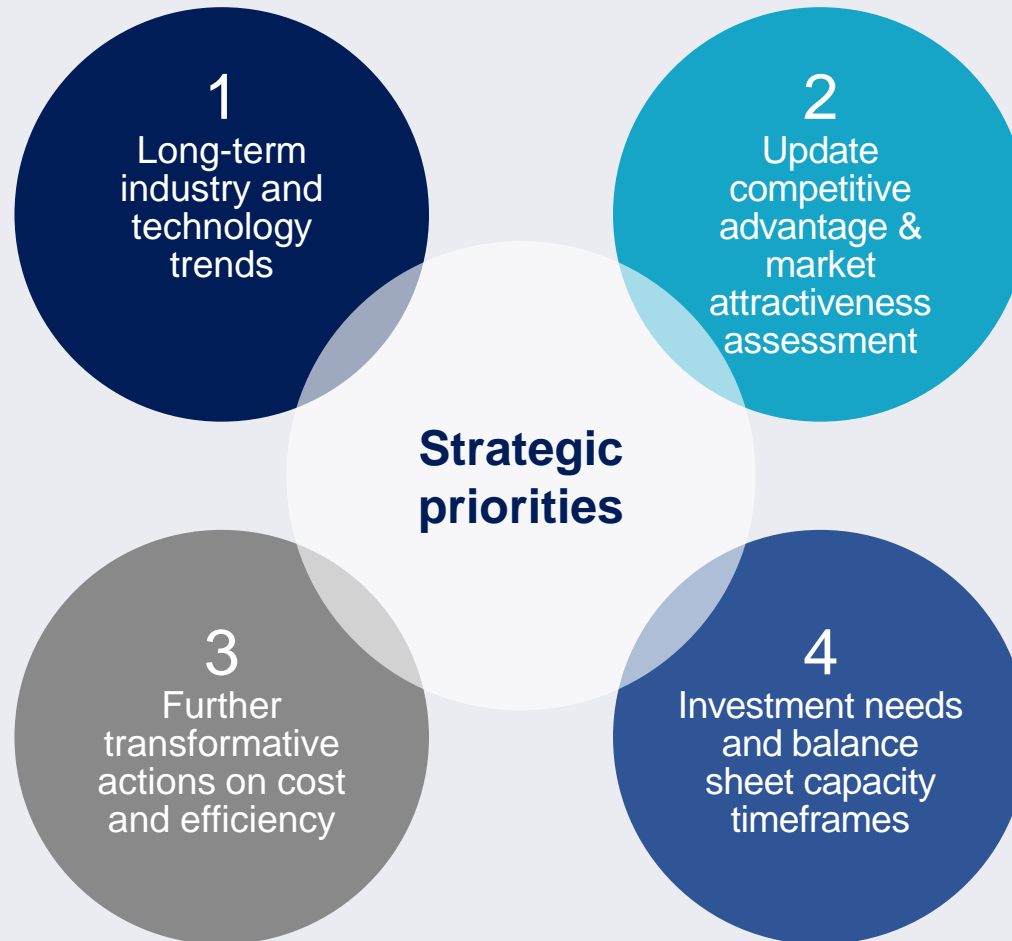 1
Long-term
industry and
technology
trends
2
Update
competitive
advantage &
market
attractiveness
assessment
Strategic
priorities
3
Further
transformative
actions on cost
and efficiency
4
Investment needs
and balance
sheet capacity
timeframes